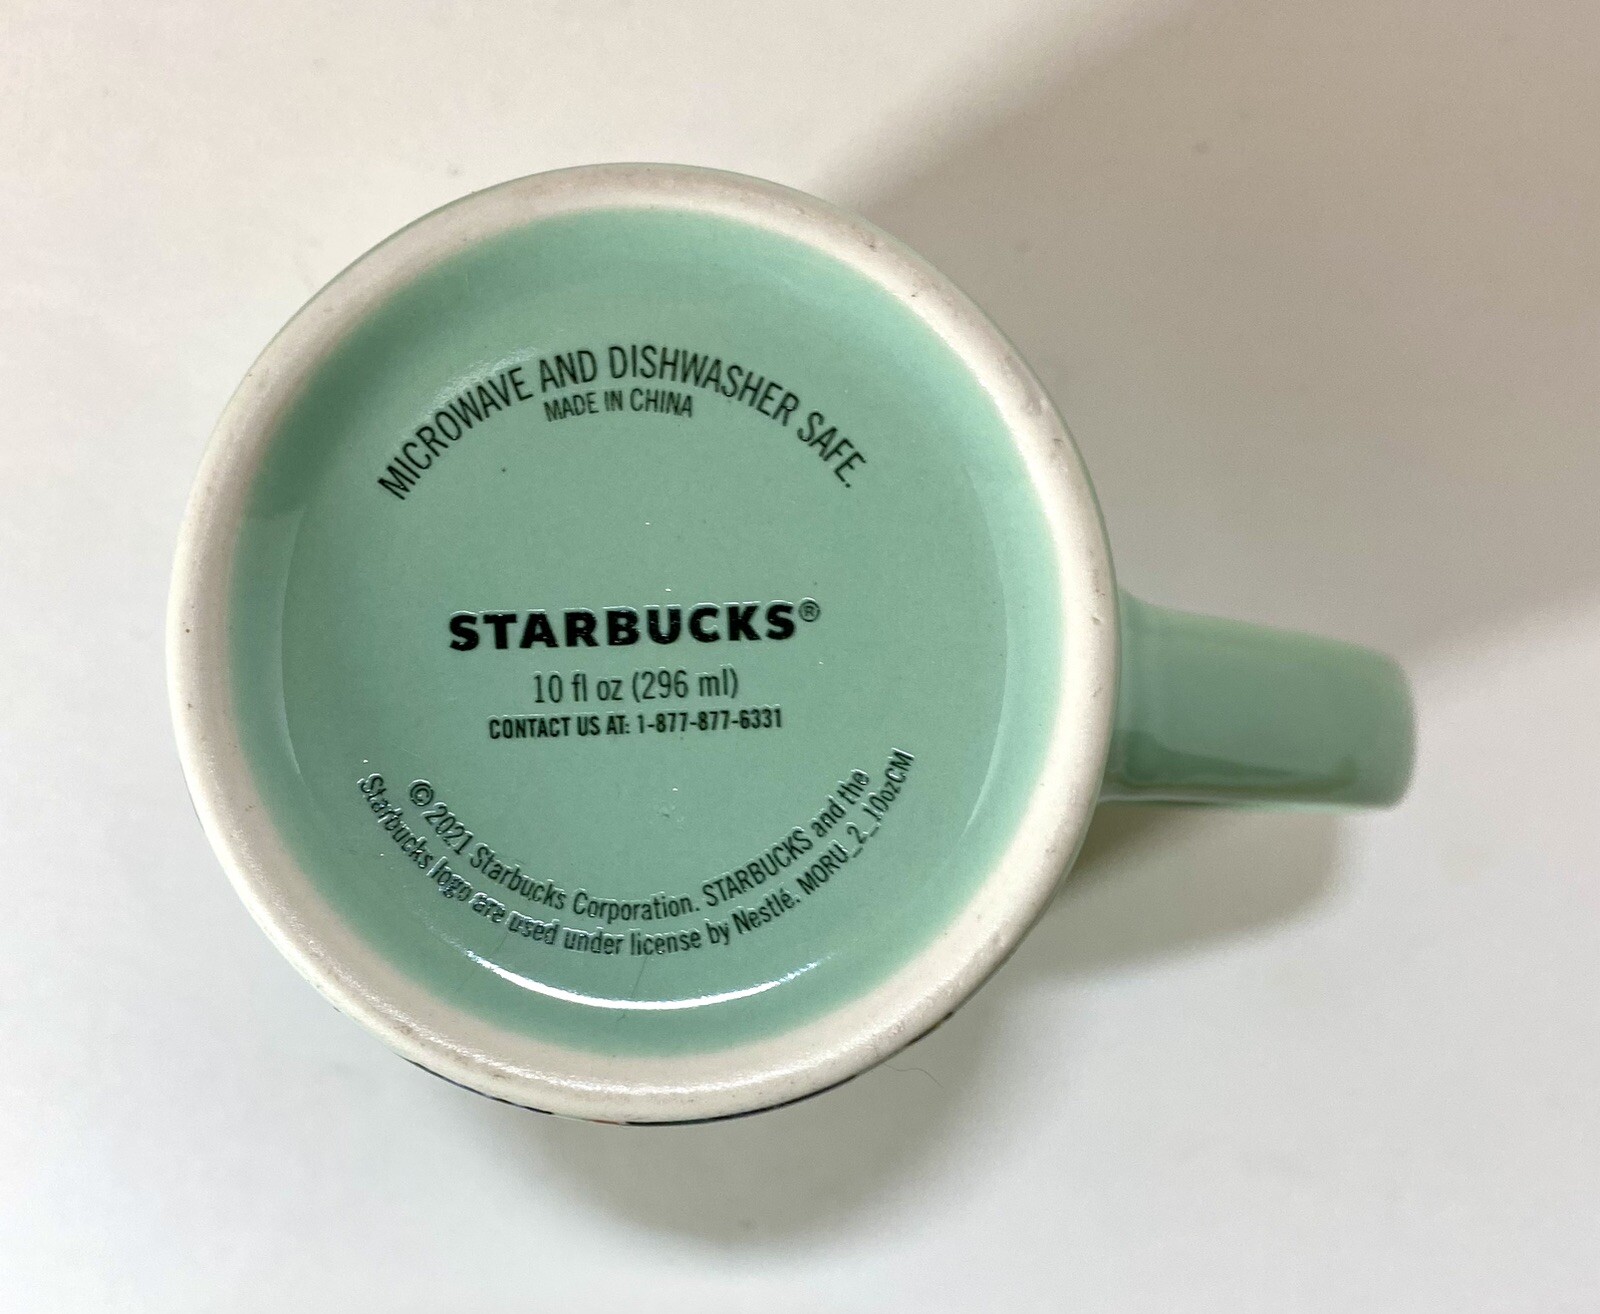 MICROWAVE AND DISHWASHER SAFE.
MADE IN CHINA
STARBUCKS®
10 fl oz (296 ml)
CONTACT US AT: 1-877-877-6331
© 2021 Starbucks Corporation. STARBUCKS and the
Starbucks logo are used under license by Nestlé. MORU_2_10ozCM